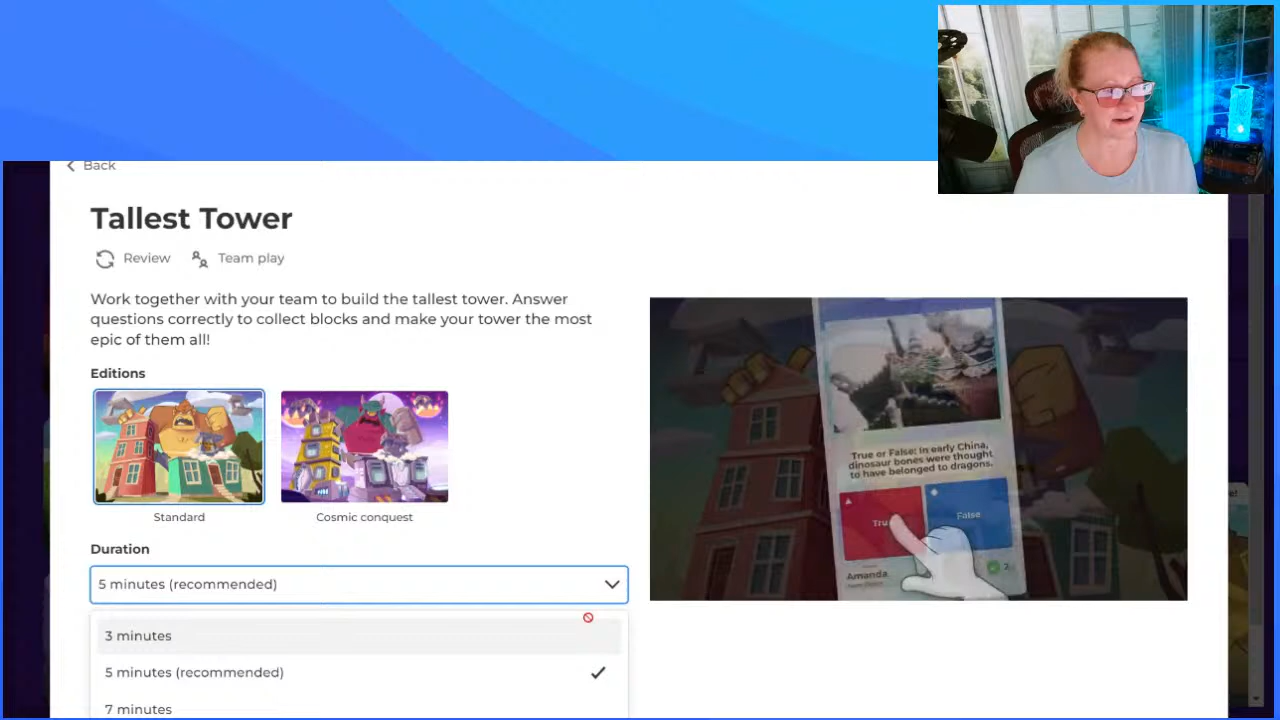 Back
Tallest Tower
Review
Team play
Work together with your team to build the tallest tower. Answer
questions correctly to collect blocks and make your tower the most
epic of them all!
Editions
Standard
Cosmic conquest
Duration
5 minutes (recommended)
3 minutes
5 minutes (recommended)
7 minutes
True or False: In early China,
dinosaur bones were thought
to have belonged to dragons.
Tru
False
Amanda
2